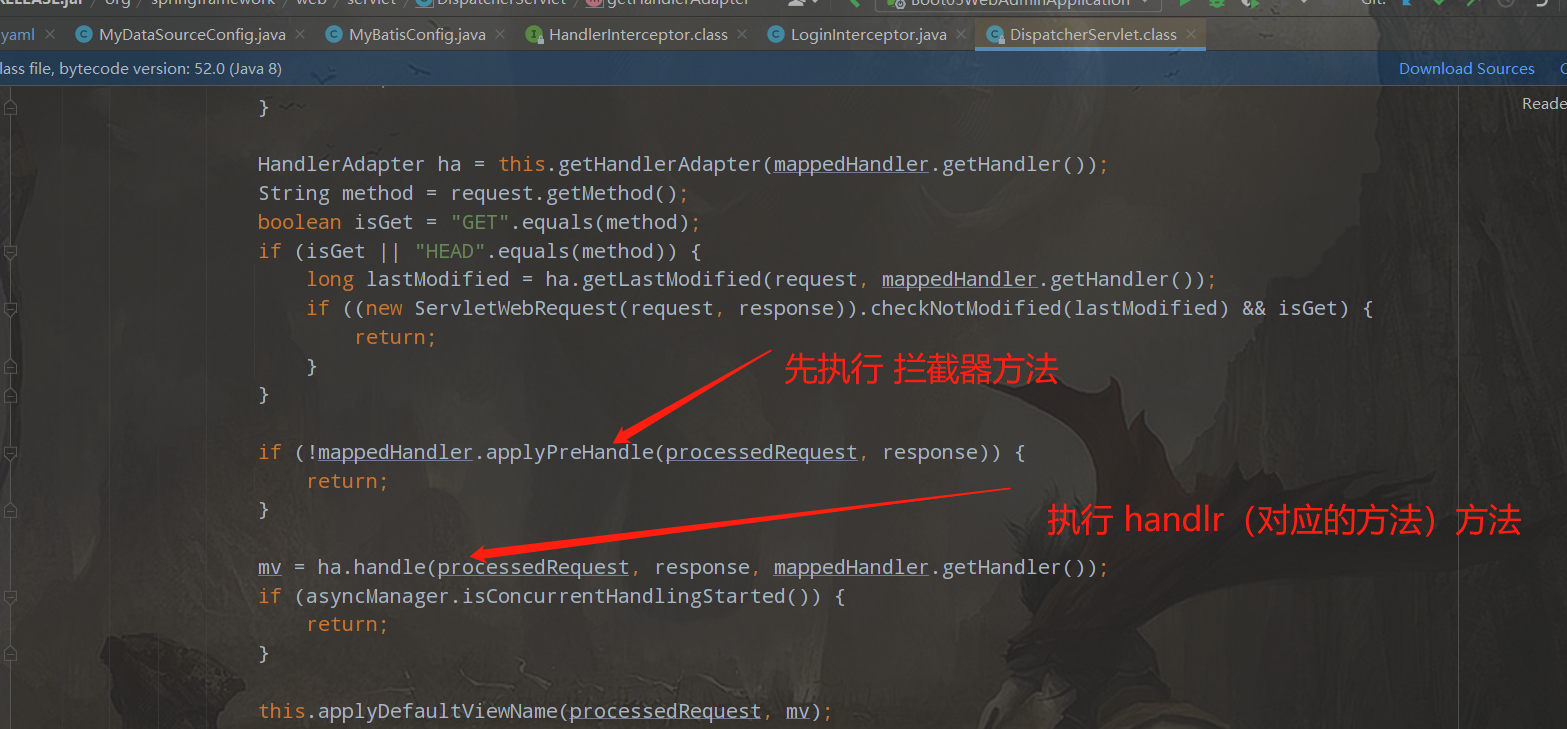 RELEASE.jar org springframework web servlet DispatcherServlet getHandlerAdapter Boot05WebAdminApplication Git:
yaml MyDataSourceConfig.java MyBatisConfig.java HandlerInterceptor.class LoginInterceptor.java DispatcherServlet.class
lass file, bytecode version: 52.0 (Java 8) Download Sources
Reade
}
HandlerAdapter ha = this.getHandlerAdapter(mappedHandler.getHandler());
String method = request.getMethod();
boolean isGet = "GET".equals(method);
if (isGet || "HEAD".equals(method)) {
long lastModified = ha.getLastModified(request, mappedHandler.getHandler());
if ((new ServletWebRequest(request, response)).checkNotModified(lastModified) && isGet) {
return;
}
先执行 拦截器方法
}
if (!mappedHandler.applyPreHandle(processedRequest, response)) {
return;
}
执行 handlr（对应的方法）方法
mv = ha.handle(processedRequest, response, mappedHandler.getHandler());
if (asyncManager.isConcurrentHandlingStarted()) {
return;
}
this.applyDefaultViewName(processedRequest, mv);